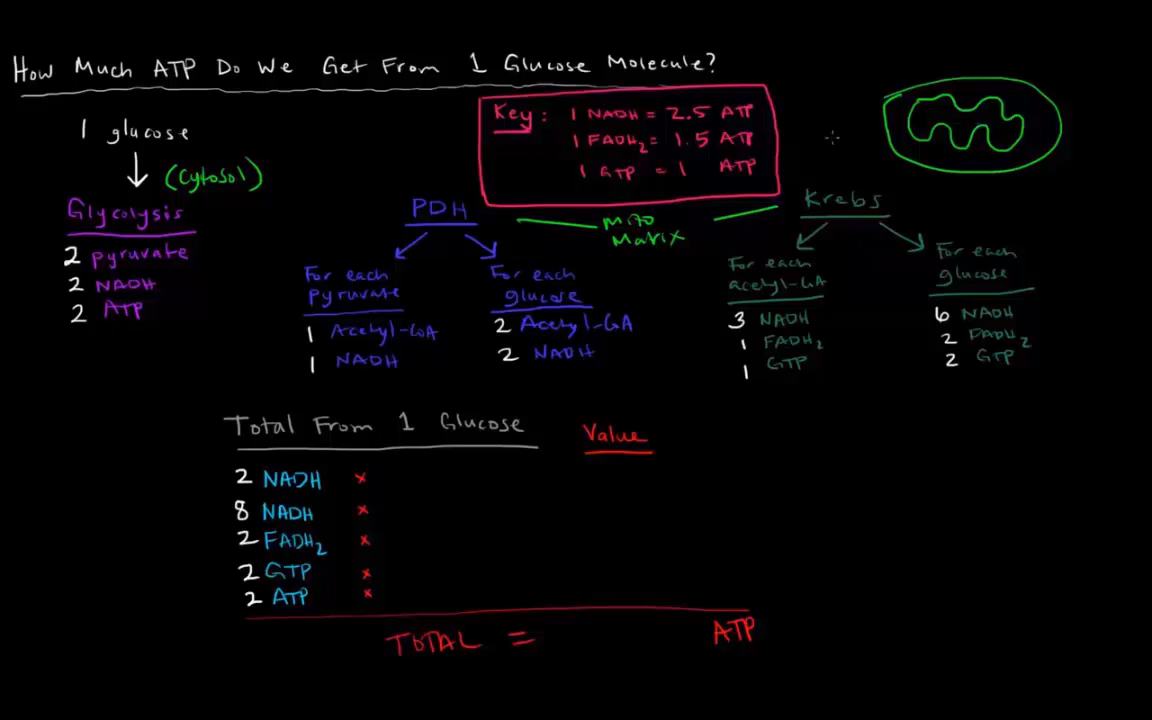 How Much ATP Do We Get From 1 Glucose Molecule?
Key: 1 NADH = 2.5 ATP
1 FADH2 = 1.5 ATP
1 GTP = 1 ATP
1 glucose
(cytosol)
Glycolysis
2 pyruvate
2 NADH
2 ATP
PDH
Mito
Matrix
For each
pyruvate
1 Acetyl-CoA
1 NADH
For each
glucose
2 Acetyl-CoA
2 NADH
Krebs
For each
acetyl-CoA
3 NADH
1 FADH2
1 GTP
For each
glucose
6 NADH
2 FADH2
2 GTP
Total From 1 Glucose Value
2 NADH ×
8 NADH ×
2 FADH2 ×
2 GTP ×
2 ATP ×
TOTAL = ATP